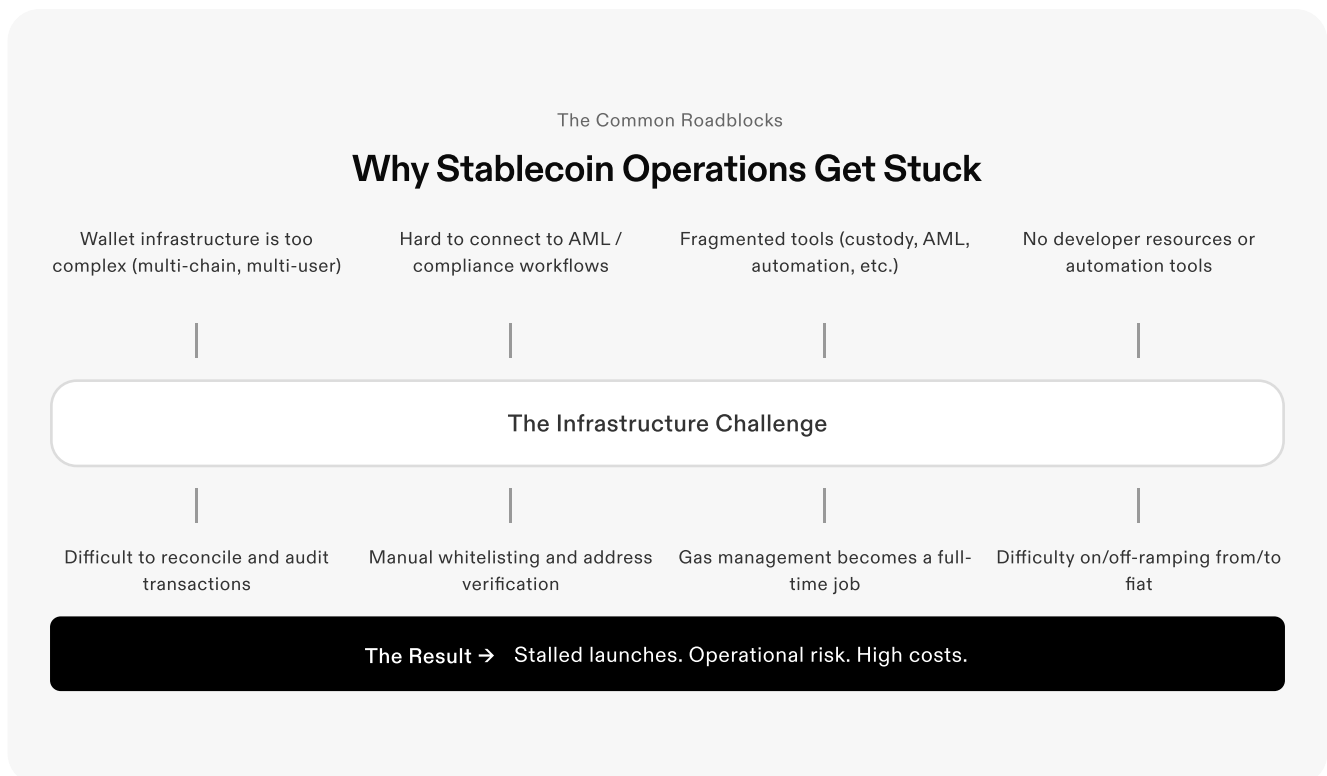 The Common Roadblocks
Why Stablecoin Operations Get Stuck
Wallet infrastructure is too
complex (multi-chain, multi-user)
Hard to connect to AML /
compliance workflows
Fragmented tools (custody, AML,
automation, etc.)
No developer resources or
automation tools
The Infrastructure Challenge
Difficult to reconcile and audit
transactions
Manual whitelisting and address
verification
Gas management becomes a full-
time job
Difficulty on/off-ramping from/to
fiat
The Result → Stalled launches. Operational risk. High costs.